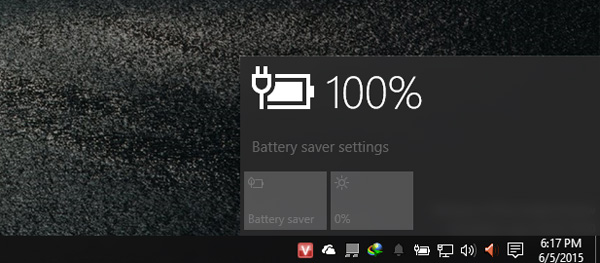 100%
Battery saver settings
Battery saver
0%
V
6:17 PM
6/5/2015